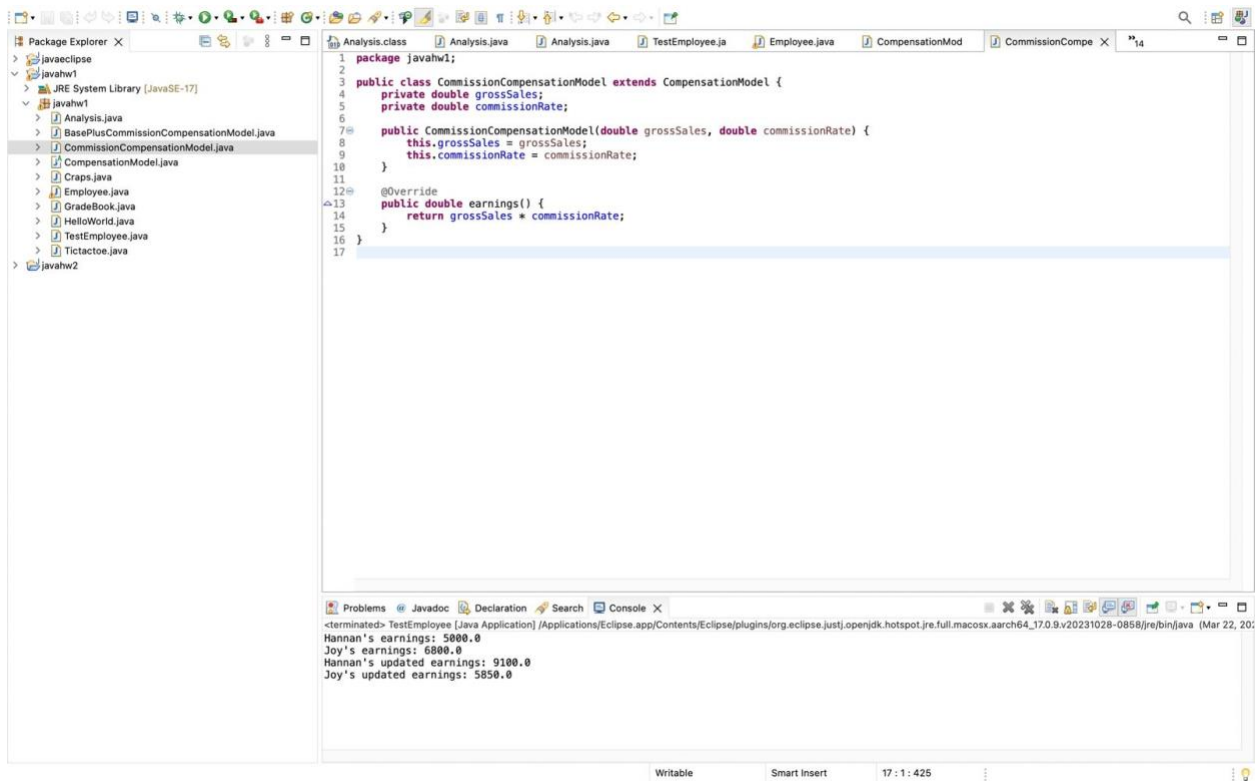 Package Explorer
javaeclipse
javahw1
JRE System Library [JavaSE-17]
javahw1
Analysis.java
BasePlusCommissionCompensationModel.java
CommissionCompensationModel.java
CompensationModel.java
Craps.java
Employee.java
GradeBook.java
HelloWorld.java
TestEmployee.java
Tictactoe.java
javahw2
Analysis.class Analysis.java Analysis.java TestEmployee.ja Employee.java CompensationMod CommissionCompe 14
1 package javahw1;
2
3 public class CommissionCompensationModel extends CompensationModel {
4 private double grossSales;
5 private double commissionRate;
6
7 public CommissionCompensationModel(double grossSales, double commissionRate) {
8 this.grossSales = grossSales;
9 this.commissionRate = commissionRate;
10 }
11
12 @Override
13 public double earnings() {
14 return grossSales * commissionRate;
15 }
16 }
17
Problems Javadoc Declaration Search Console
<terminated> TestEmployee [Java Application] /Applications/Eclipse.app/Contents/Eclipse/plugins/org.eclipse.justj.openjdk.hotspot.jre.full.macosx.aarch64_17.0.9.v20231028-0858/jre/bin/java (Mar 22, 202
Hannan's earnings: 5000.0
Joy's earnings: 6800.0
Hannan's updated earnings: 9100.0
Joy's updated earnings: 5850.0
Writable Smart Insert 17 : 1 : 425